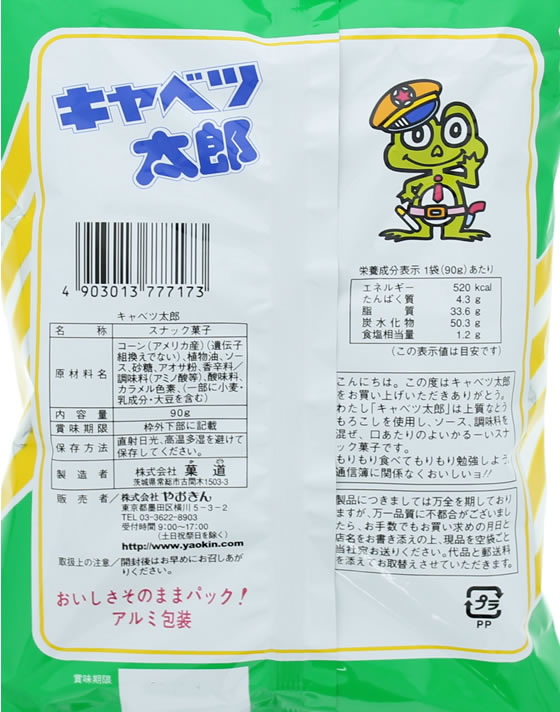 キャベツ
太郎
4 903013 777173
キャベツ太郎
名 称 スナック菓子
原材料名 コーン(アメリカ産)(遺伝子
組換えでない)、植物油、ソー
ス、砂糖、アオサ粉、香辛料/
調味料(アミノ酸等)、酸味料、
カラメル色素、(一部に小麦・
乳成分・大豆を含む)
内容量 90g
賞味期限 枠外下部に記載
保存方法 直射日光、高温多湿を避けて
保存してください。
製造者 株式会社 菓道
茨城県常総市古間木1503-3
販売者 株式会社 やおきん
東京都墨田区横川5-3-2
TEL 03-3622-8903
受付時間 9:00~17:00
(土日祝祭日を除く)
http://www.yaokin.com
取扱上の注意 開封後はお早めにお召しあが
りください。
おいしさそのままパック!
アルミ包装
賞味期限
栄養成分表示 1袋(90g)あたり
エネルギー 520 kcal
たんぱく質 4.3 g
脂質 33.6 g
炭水化物 50.3 g
食塩相当量 1.2 g
(この表示値は目安です)
こんにちは。この度はキャベツ太郎
をお買い上げいただきありがとう。
わたし「キャベツ太郎」は上質なとう
もろこしを使用し、ソース、調味料を
混ぜ、口あたりのよいかるーいスナ
ック菓子です。
もりもり食べてもりもり勉強しよう。
通信簿に関係なくおいしいョ!!
製品につきましては万全を期しており
ますが、万一品質に不都合がございまし
たら、お手数でもお買い求めの月日と
店名をお書き添えの上、現品を空袋ごと
当社宛お送りください。代品と郵送料
を添えてお取替えさせていただきます。
プラ
PP